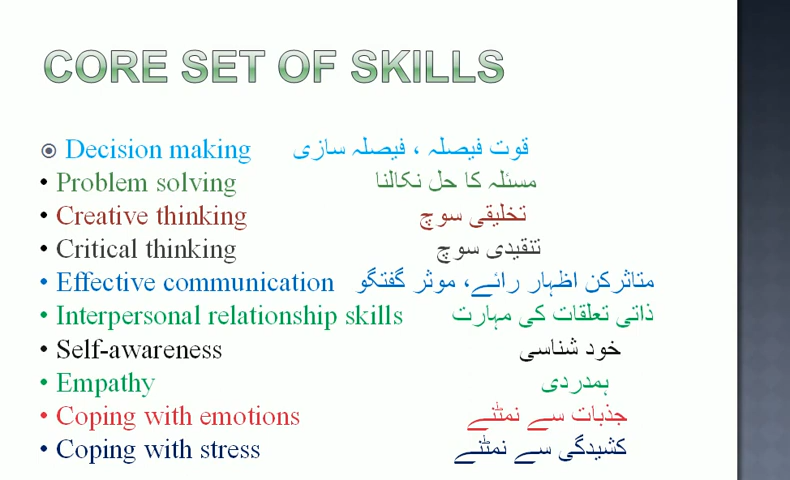 CORE SET OF SKILLS
Decision making قوت فیصلہ ، فیصلہ سازی
Problem solving مسئلہ کا حل نکالنا
Creative thinking تخلیقی سوچ
Critical thinking تنقیدی سوچ
Effective communication متاثرکن اظہار رائے، موثر گفتگو
Interpersonal relationship skills ذاتی تعلقات کی مہارت
Self-awareness خود شناسی
Empathy ہمدردی
Coping with emotions جذبات سے نمٹنے
Coping with stress کشیدگی سے نمٹنے